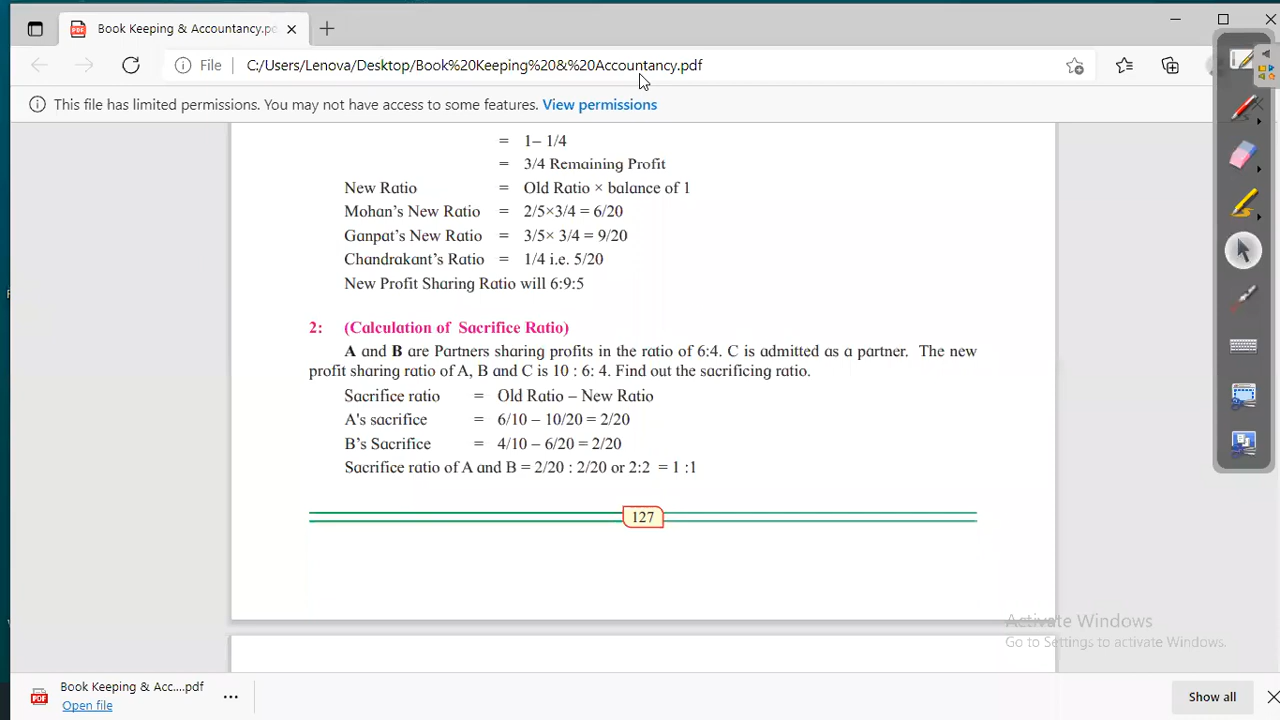 Book Keeping & Accountancy.pd
File
C:/Users/Lenova/Desktop/Book%20Keeping%20&%20Accountancy.pdf
This file has limited permissions. You may not have access to some features. View permissions
= 1– 1/4
= 3/4 Remaining Profit
New Ratio = Old Ratio × balance of 1
Mohan's New Ratio = 2/5×3/4 = 6/20
Ganpat's New Ratio = 3/5× 3/4 = 9/20
Chandrakant's Ratio = 1/4 i.e. 5/20
New Profit Sharing Ratio will 6:9:5
2: (Calculation of Sacrifice Ratio)
A and B are Partners sharing profits in the ratio of 6:4. C is admitted as a partner. The new
profit sharing ratio of A, B and C is 10 : 6: 4. Find out the sacrificing ratio.
Sacrifice ratio = Old Ratio – New Ratio
A's sacrifice = 6/10 – 10/20 = 2/20
B's Sacrifice = 4/10 – 6/20 = 2/20
Sacrifice ratio of A and B = 2/20 : 2/20 or 2:2 = 1 :1
127
Activate Windows
Go to Settings to activate Windows.
Book Keeping & Acc....pdf
Open file
Show all